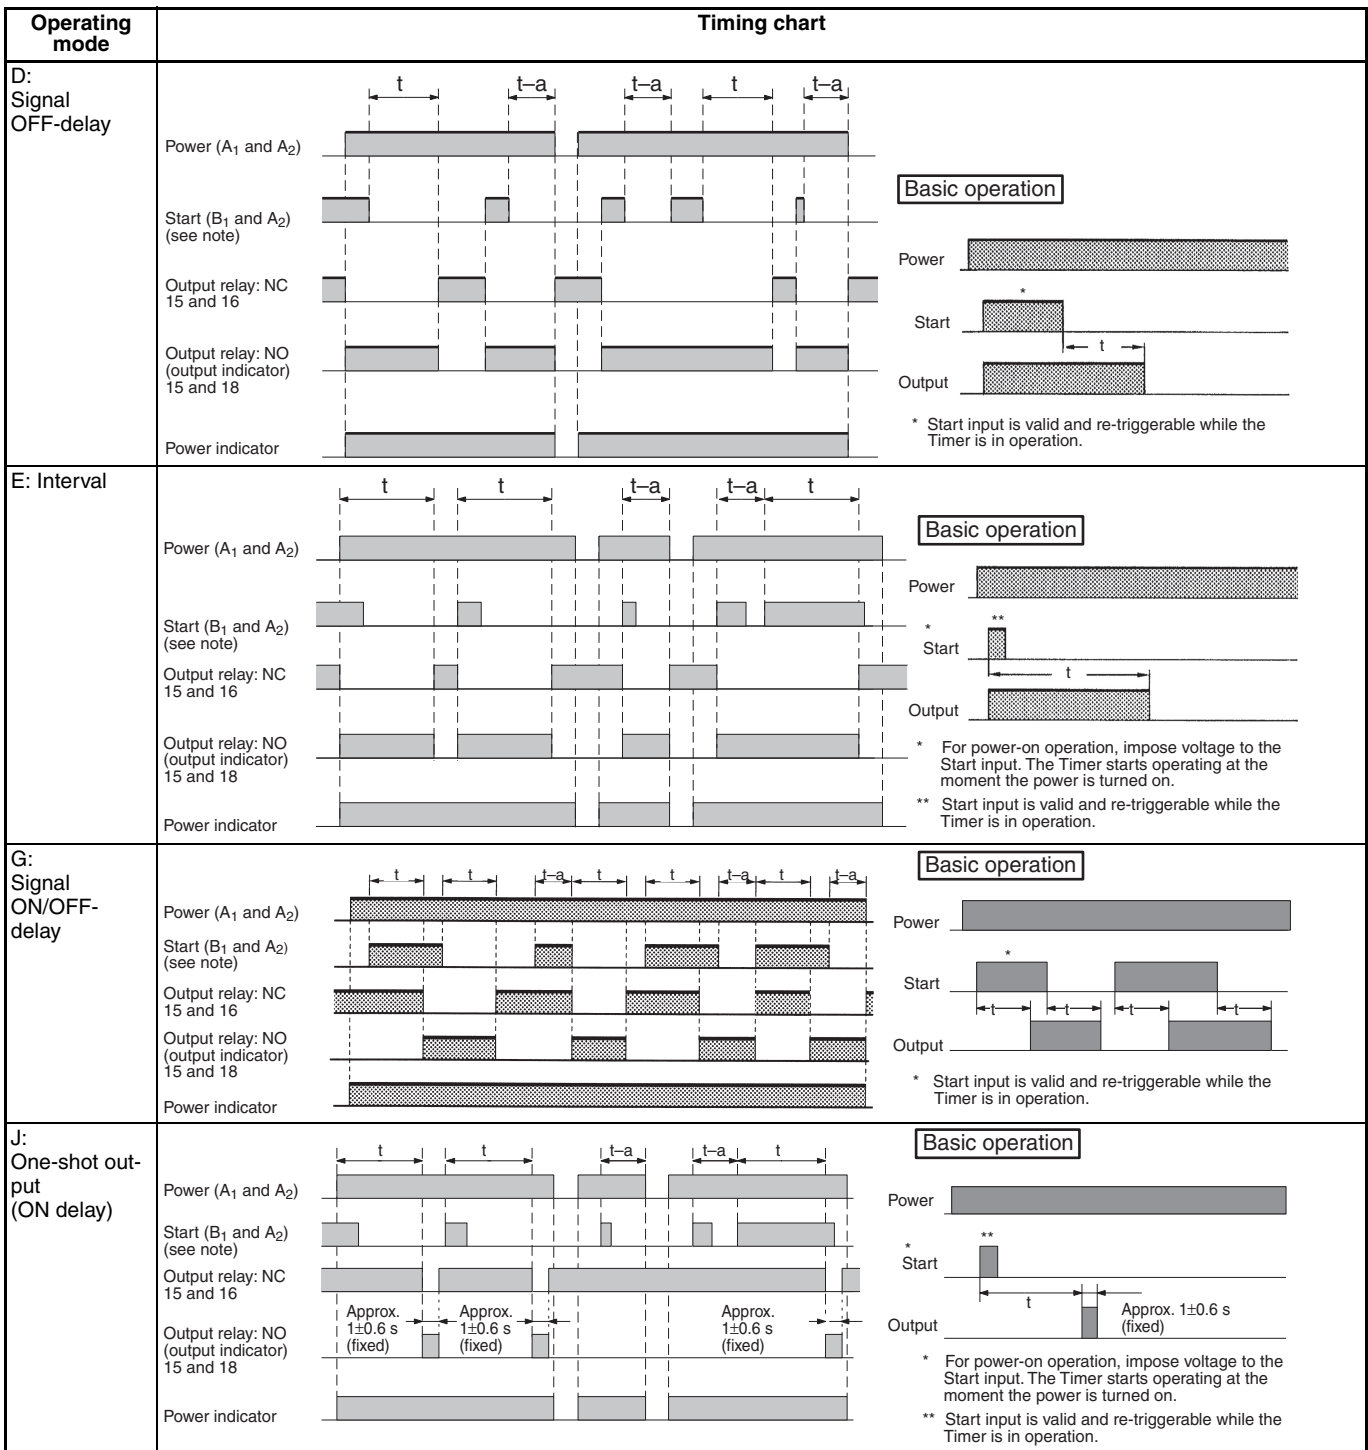 Operating
mode
Timing chart
D:
Signal
OFF-delay
t
t–a
t–a
t
t–a
Power (A1 and A2)
Start (B1 and A2)
(see note)
Output relay: NC
15 and 16
Output relay: NO
(output indicator)
15 and 18
Power indicator
Basic operation
Power
*
Start
t
Output
* Start input is valid and re-triggerable while the
Timer is in operation.
E: Interval
t
t
t–a
t–a
t
Power (A1 and A2)
Start (B1 and A2)
(see note)
Output relay: NC
15 and 16
Output relay: NO
(output indicator)
15 and 18
Power indicator
Basic operation
Power
**
*
Start
t
Output
* For power-on operation, impose voltage to the
Start input. The Timer starts operating at the
moment the power is turned on.
** Start input is valid and re-triggerable while the
Timer is in operation.
G:
Signal
ON/OFF-
delay
t
t
t–a
t
t
t–a
t
t–a
Power (A1 and A2)
Start (B1 and A2)
(see note)
Output relay: NC
15 and 16
Output relay: NO
(output indicator)
15 and 18
Power indicator
Basic operation
Power
*
Start
t
t
t
t
Output
* Start input is valid and re-triggerable while the
Timer is in operation.
J:
One-shot out-
put
(ON delay)
t
t
t–a
t–a
t
Power (A1 and A2)
Start (B1 and A2)
(see note)
Output relay: NC
15 and 16
Approx.
1±0.6 s
(fixed)
Approx.
1±0.6 s
(fixed)
Approx.
1±0.6 s
(fixed)
Output relay: NO
(output indicator)
15 and 18
Power indicator
Basic operation
Power
**
*
Start
t
Approx. 1±0.6 s
(fixed)
Output
* For power-on operation, impose voltage to the
Start input. The Timer starts operating at the
moment the power is turned on.
** Start input is valid and re-triggerable while the
Timer is in operation.